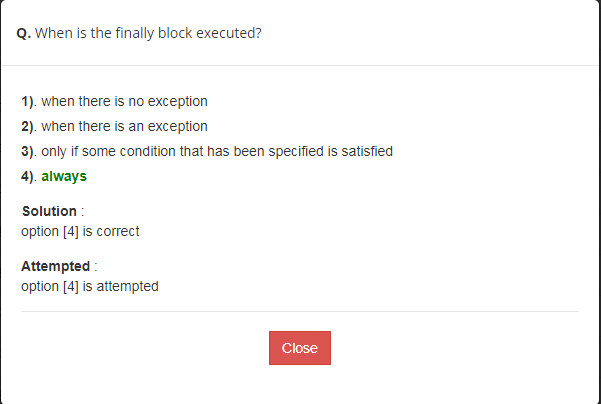 Q. When is the finally block executed?
1). when there is no exception
2). when there is an exception
3). only if some condition that has been specified is satisfied
4). always
Solution :
option [4] is correct
Attempted :
option [4] is attempted
Close